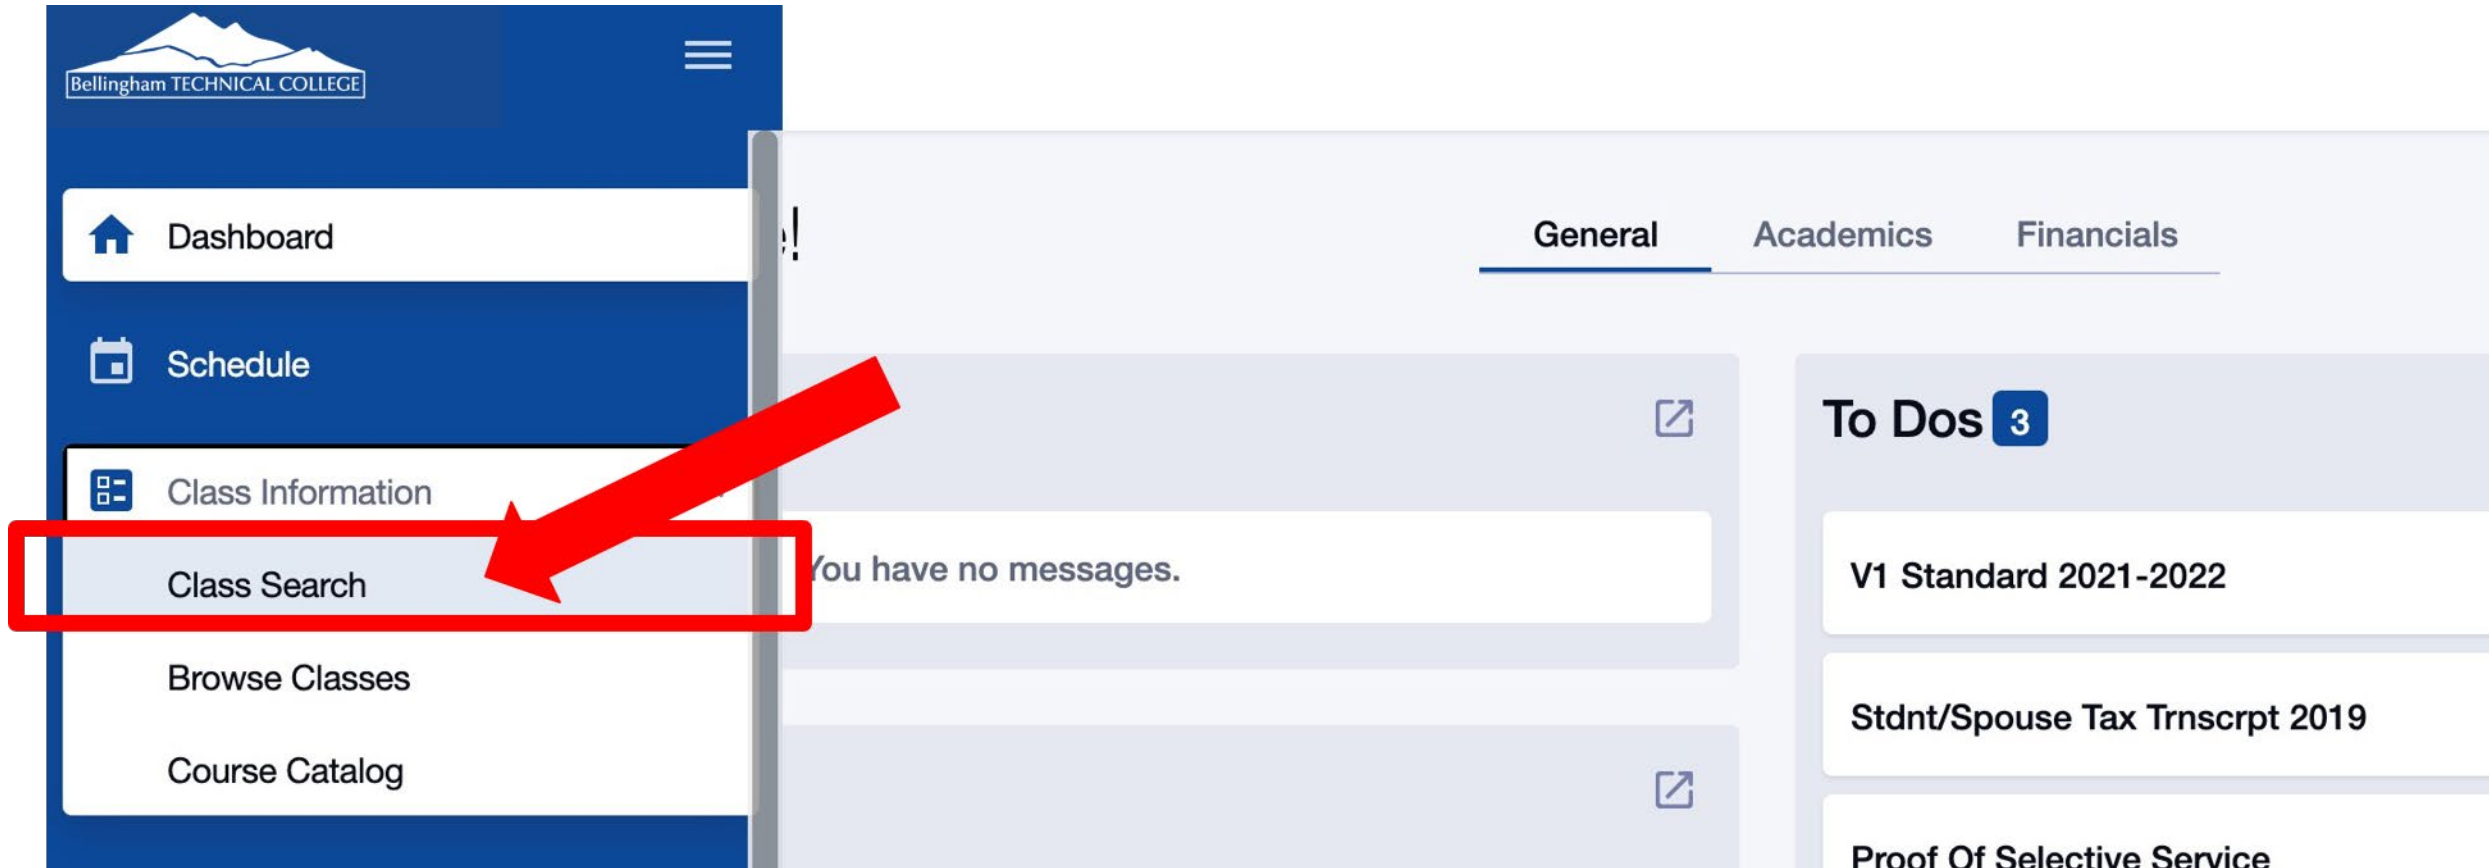 Bellingham TECHNICAL COLLEGE
Dashboard
Schedule
Class Information
Class Search
Browse Classes
Course Catalog
!
General Academics Financials
You have no messages.
To Dos 3
V1 Standard 2021-2022
Stdnt/Spouse Tax Trnscrpt 2019
Proof Of Selective Service